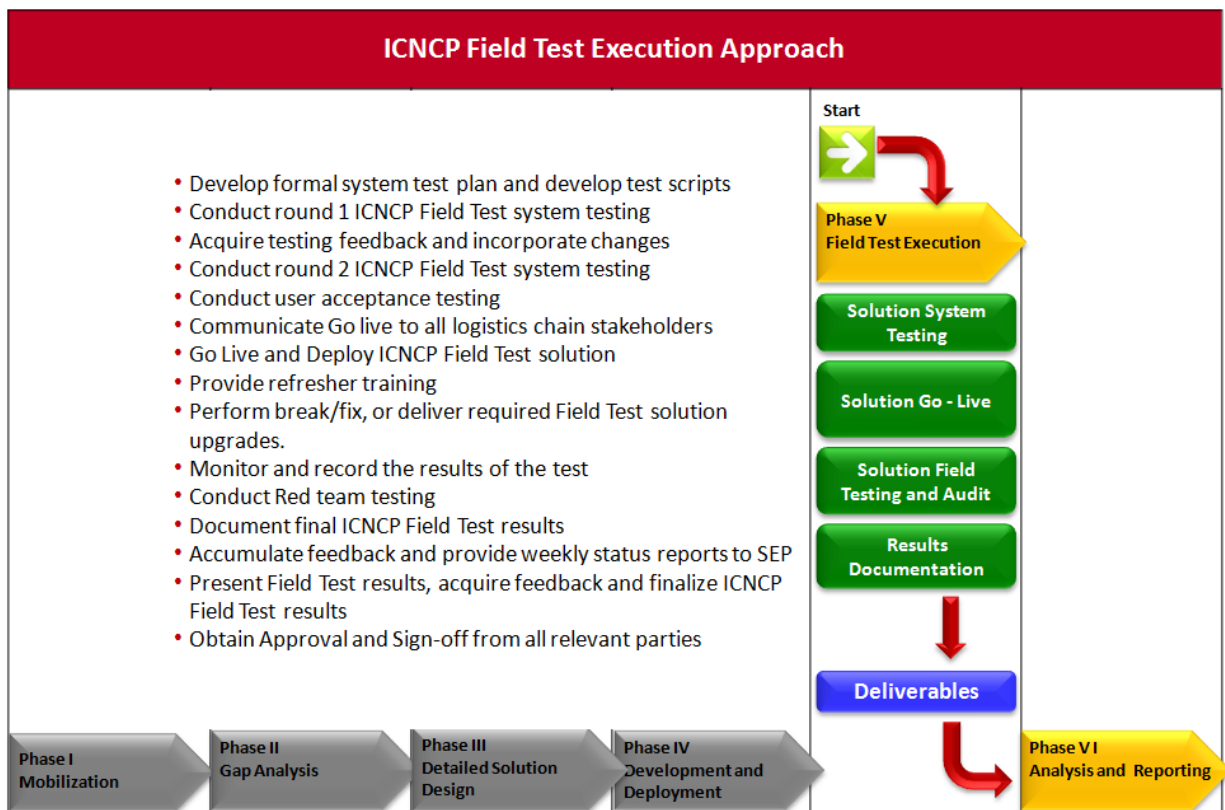 ICNCP Field Test Execution Approach
• Develop formal system test plan and develop test scripts
• Conduct round 1 ICNCP Field Test system testing
• Acquire testing feedback and incorporate changes
• Conduct round 2 ICNCP Field Test system testing
• Conduct user acceptance testing
• Communicate Go live to all logistics chain stakeholders
• Go Live and Deploy ICNCP Field Test solution
• Provide refresher training
• Perform break/fix, or deliver required Field Test solution
upgrades.
• Monitor and record the results of the test
• Conduct Red team testing
• Document final ICNCP Field Test results
• Accumulate feedback and provide weekly status reports to SEP
• Present Field Test results, acquire feedback and finalize ICNCP
Field Test results
• Obtain Approval and Sign-off from all relevant parties
Start
Phase V
Field Test Execution
Solution System
Testing
Solution Go - Live
Solution Field
Testing and Audit
Results
Documentation
Deliverables
Phase I
Mobilization
Phase II
Gap Analysis
Phase III
Detailed Solution
Design
Phase IV
Development and
Deployment
Phase VI
Analysis and Reporting